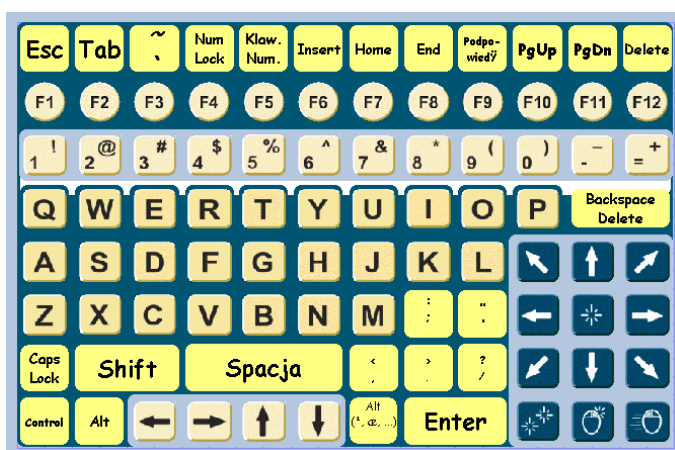 Esc Tab ~ ` Num Lock Klaw. Num. Insert Home End Podpo-wiedÿ PgUp PgDn Delete
F1 F2 F3 F4 F5 F6 F7 F8 F9 F10 F11 F12
! 1 @ 2 # 3 $ 4 % 5 ^ 6 & 7 * 8 ( 9 ) 0 _ - + =
Q W E R T Y U I O P Backspace Delete
A S D F G H J K L
Z X C V B N M : ; " '
Caps Lock Shift Spacja < , > . ? /
Control Alt Alt (*, œ, ...) Enter